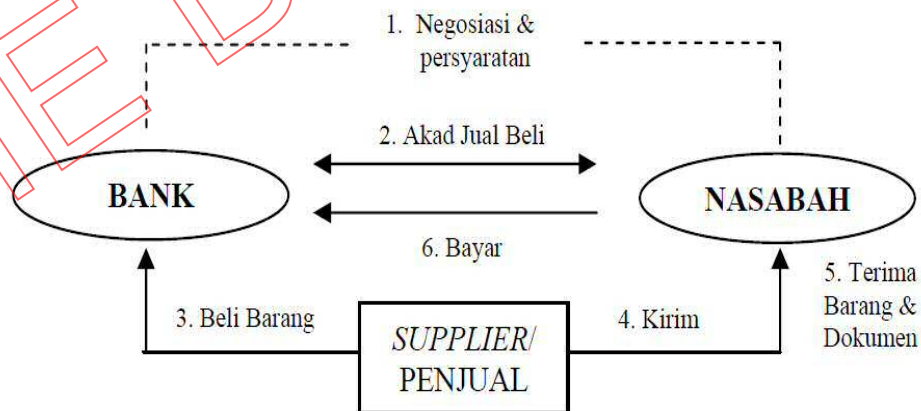 1. Negosiasi &
persyaratan
2. Akad Jual Beli
BANK
NASABAH
6. Bayar
5. Terima
Barang &
Dokumen
3. Beli Barang
4. Kirim
SUPPLIER/
PENJUAL